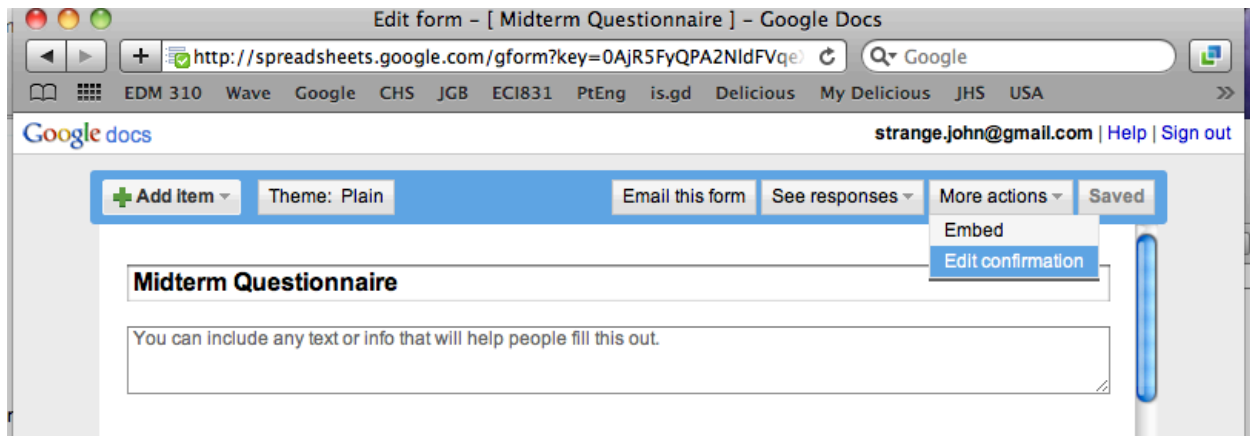 Edit form – [ Midterm Questionnaire ] – Google Docs
http://spreadsheets.google.com/gform?key=0AjR5FyQPA2NldFVqe
Google
EDM 310 Wave Google CHS JGB ECI831 PtEng is.gd Delicious My Delicious JHS USA
Google docs strange.john@gmail.com | Help | Sign out
Add item Theme: Plain Email this form See responses More actions Saved
Embed
Edit confirmation
Midterm Questionnaire
You can include any text or info that will help people fill this out.